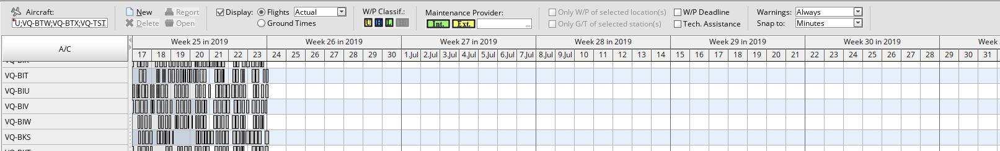 Aircraft:
U;VQ-BTW;VQ-BTX;VQ-TSI
New
Delete
Report
Open
Display:
Flights
Actual
Ground Times
W/P Classif.:
U H L
Maintenance Provider:
Int. Ext.
Only W/P of selected location(s)
Only G/T of selected station(s)
W/P Deadline
Tech. Assistance
Warnings: Always
Snap to: Minutes
A/C
Week 25 in 2019 Week 26 in 2019 Week 27 in 2019 Week 28 in 2019 Week 29 in 2019 Week 30 in 2019 Week
17 18 19 20 21 22 23 24 25 26 27 28 29 30 1.Jul 2.Jul 3.Jul 4.Jul 5.Jul 6.Jul 7.Jul 8.Jul 9.Jul 10 11 12 13 14 15 16 17 18 19 20 21 22 23 24 25 26 27 28 29 30 31
VQ-BIT
VQ-BIU
VQ-BIV
VQ-BIW
VQ-BKS